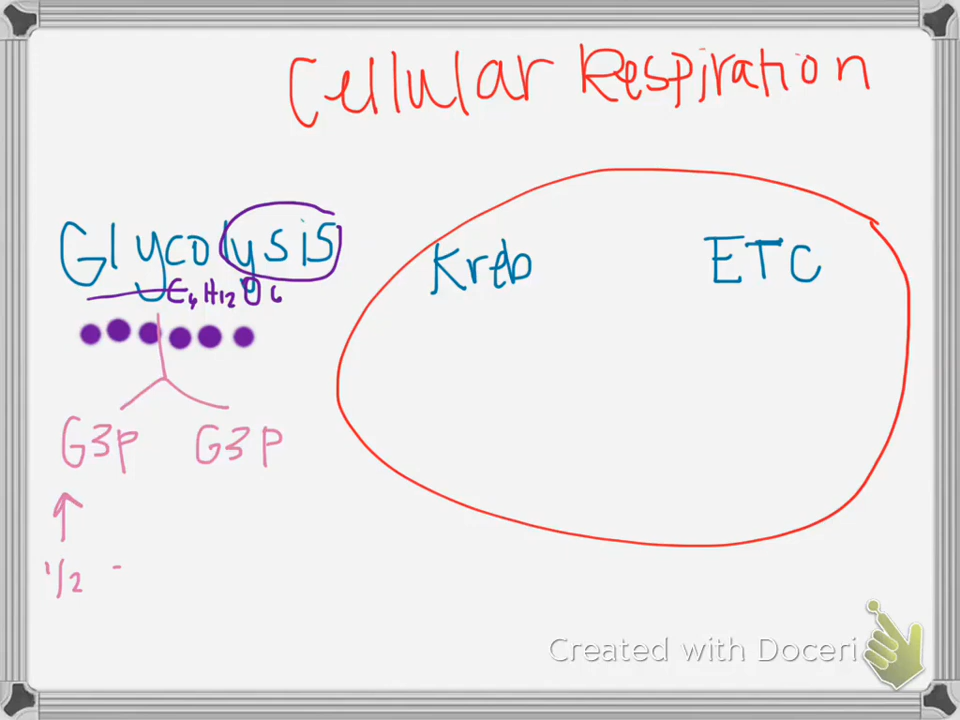 Cellular Respiration
Glycolysis
Kreb
ETC
C6H12O6
G3P G3P
1/2
Created with Doceri